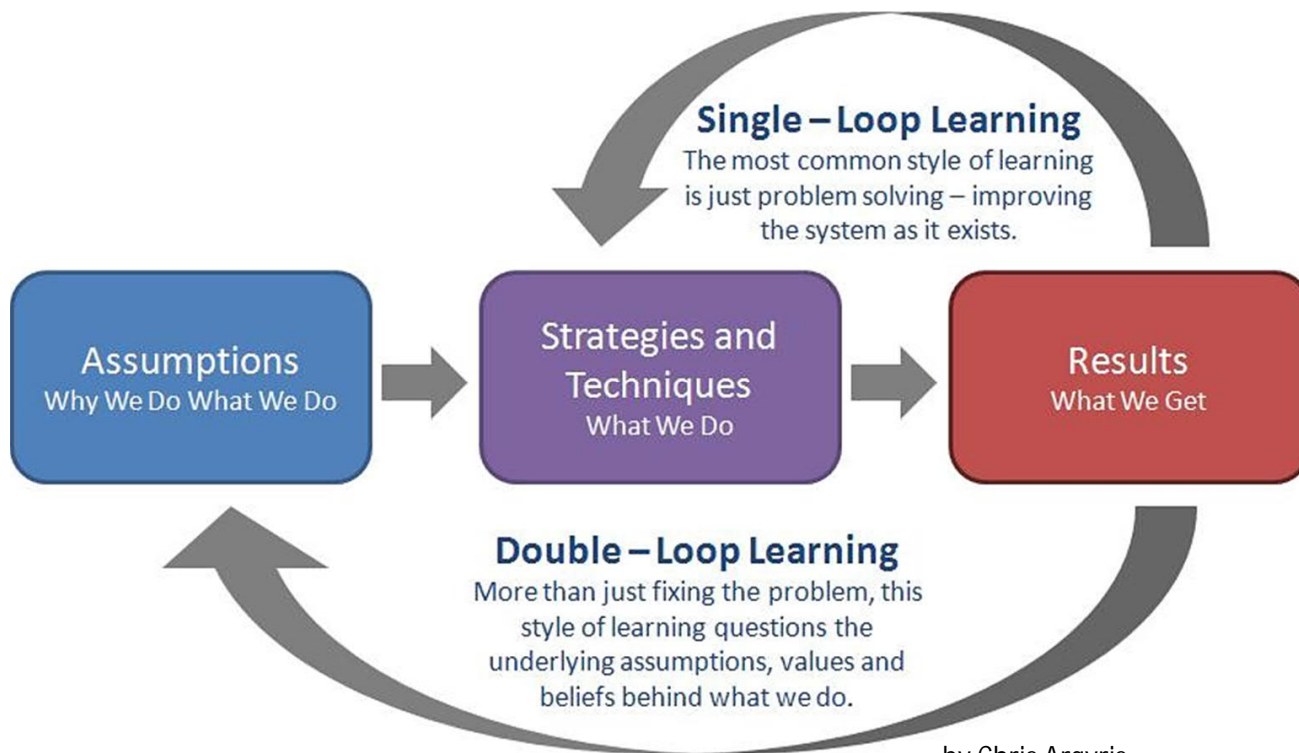 Single – Loop Learning
The most common style of learning
is just problem solving – improving
the system as it exists.
Assumptions
Why We Do What We Do
Strategies and
Techniques
What We Do
Results
What We Get
Double – Loop Learning
More than just fixing the problem, this
style of learning questions the
underlying assumptions, values and
beliefs behind what we do.
by Chris Argyris